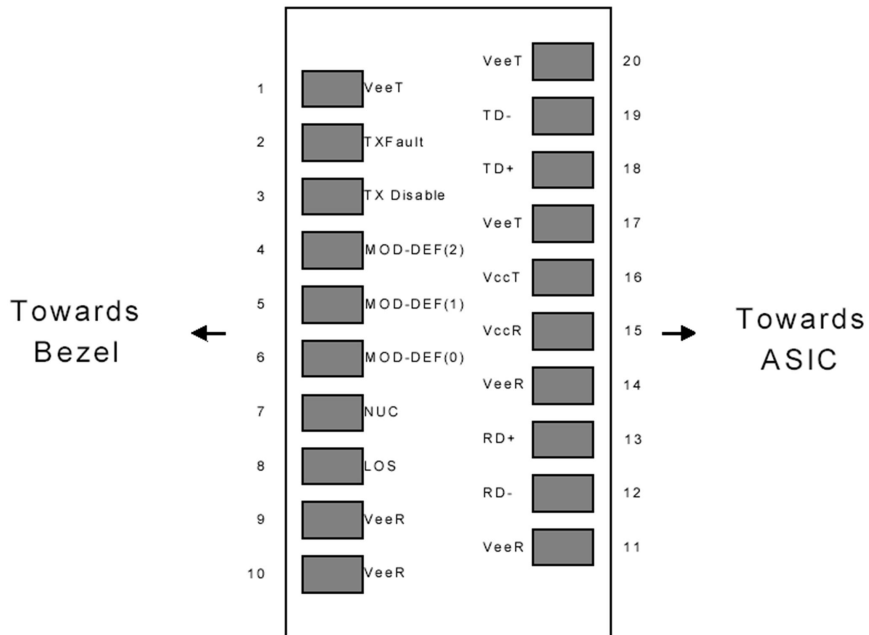 VeeT 20
1 VeeT
TD- 19
2 TXFault
TD+ 18
3 TX Disable
VeeT 17
4 MOD-DEF(2)
VccT 16
5 MOD-DEF(1)
Towards
Bezel
VccR 15
Towards
ASIC
6 MOD-DEF(0)
VeeR 14
7 NUC
RD+ 13
8 LOS
RD- 12
9 VeeR
VeeR 11
10 VeeR